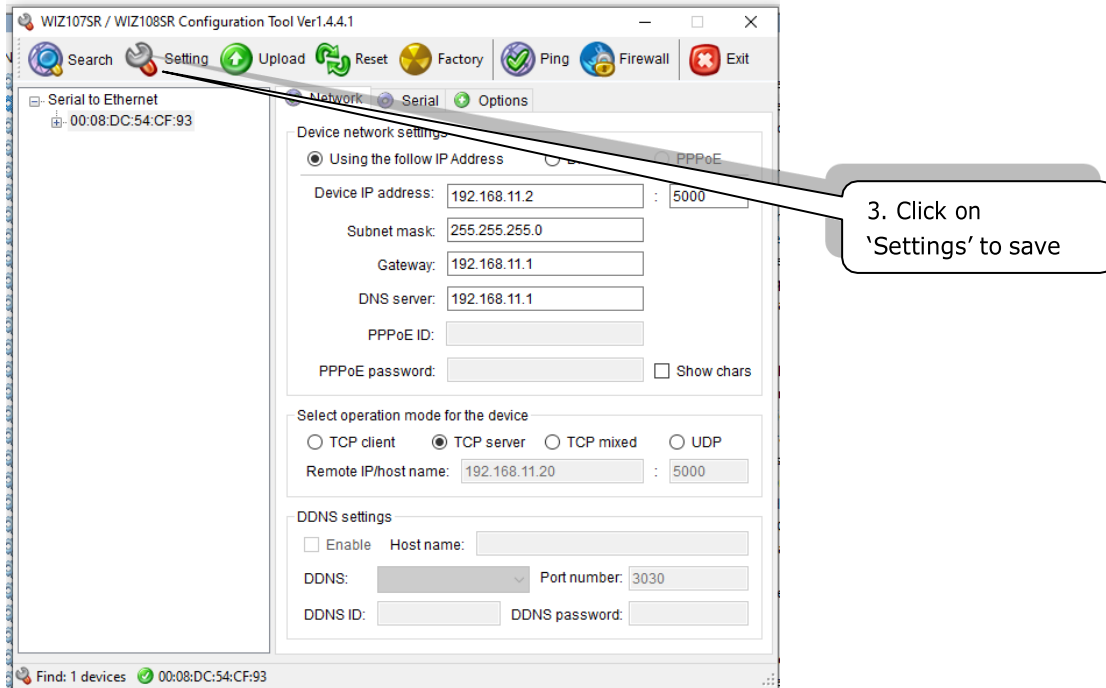 WIZ107SR / WIZ108SR Configuration Tool Ver1.4.4.1
Search Setting Upload Reset Factory Ping Firewall Exit
Serial to Ethernet
00:08:DC:54:CF:93
Network Serial Options
Device network settings
Using the follow IP Address PPPoE
Device IP address: 192.168.11.2 : 5000
Subnet mask: 255.255.255.0
Gateway: 192.168.11.1
DNS server: 192.168.11.1
PPPoE ID:
PPPoE password: Show chars
3. Click on
‘Settings’ to save
Select operation mode for the device
TCP client TCP server TCP mixed UDP
Remote IP/host name: 192.168.11.20 : 5000
DDNS settings
Enable Host name:
DDNS: Port number: 3030
DDNS ID: DDNS password:
Find: 1 devices 00:08:DC:54:CF:93